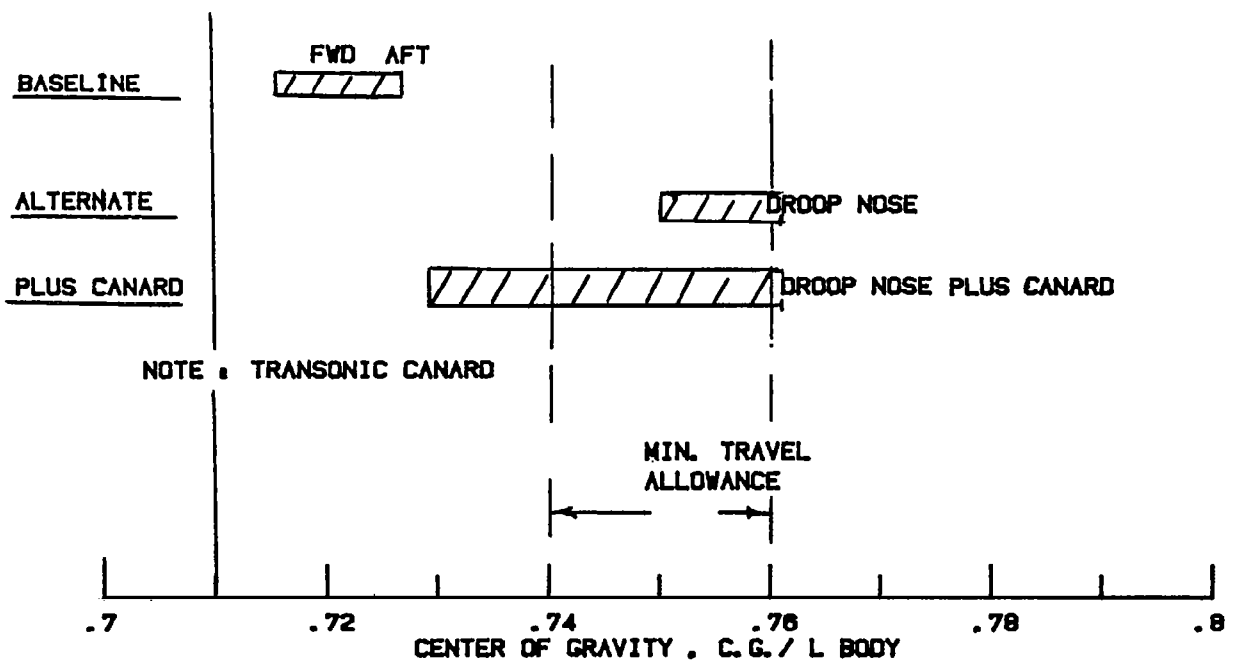 FWD AFT
BASELINE
ALTERNATE
DROOP NOSE
PLUS CANARD
DROOP NOSE PLUS CANARD
NOTE : TRANSONIC CANARD
MIN. TRAVEL
ALLOWANCE
.7 .72 .74 .76 .78 .8
CENTER OF GRAVITY , C.G./ L BODY